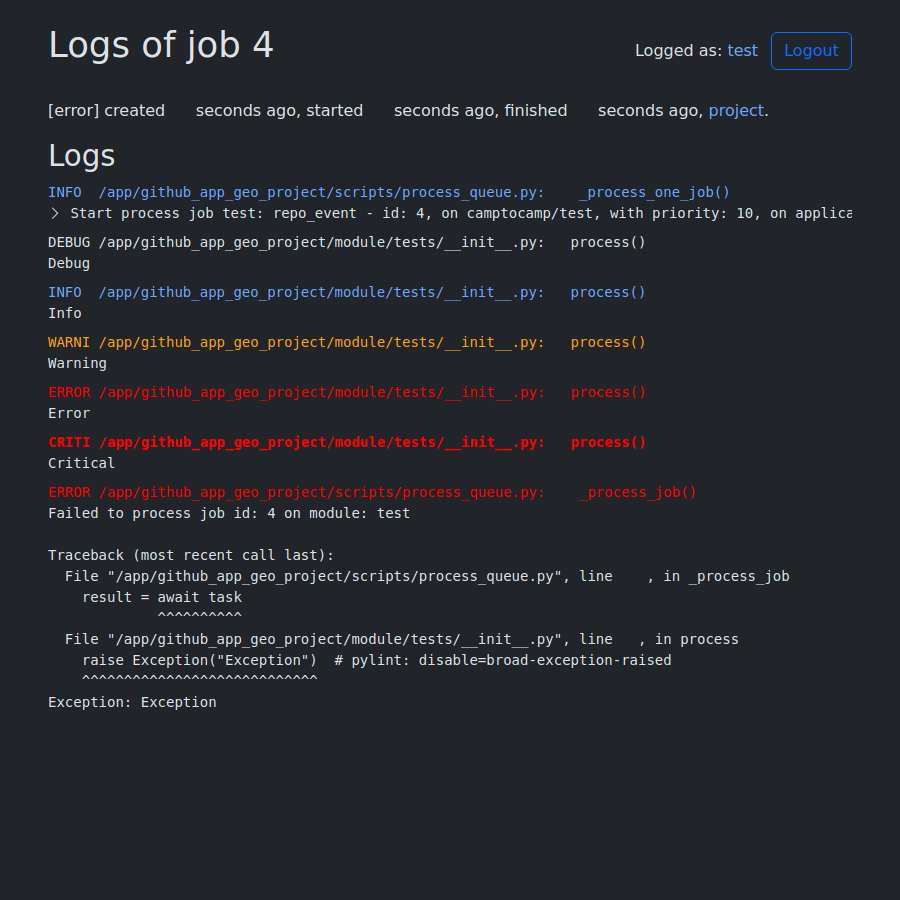 Logs of job 4
Logged as: test Logout
[error] created seconds ago, started seconds ago, finished seconds ago, project.
Logs
INFO  /app/github_app_geo_project/scripts/process_queue.py:    _process_one_job()
> Start process job test: repo_event - id: 4, on camptocamp/test, with priority: 10, on applica
DEBUG /app/github_app_geo_project/module/tests/__init__.py:   process()
Debug
INFO  /app/github_app_geo_project/module/tests/__init__.py:   process()
Info
WARNI /app/github_app_geo_project/module/tests/__init__.py:   process()
Warning
ERROR /app/github_app_geo_project/module/tests/__init__.py:   process()
Error
CRITI /app/github_app_geo_project/module/tests/__init__.py:   process()
Critical
ERROR /app/github_app_geo_project/scripts/process_queue.py:    _process_job()
Failed to process job id: 4 on module: test
Traceback (most recent call last):
  File "/app/github_app_geo_project/scripts/process_queue.py", line    , in _process_job
    result = await task
             ^^^^^^^^^^
  File "/app/github_app_geo_project/module/tests/__init__.py", line   , in process
    raise Exception("Exception")  # pylint: disable=broad-exception-raised
    ^^^^^^^^^^^^^^^^^^^^^^^^^^^^
Exception: Exception